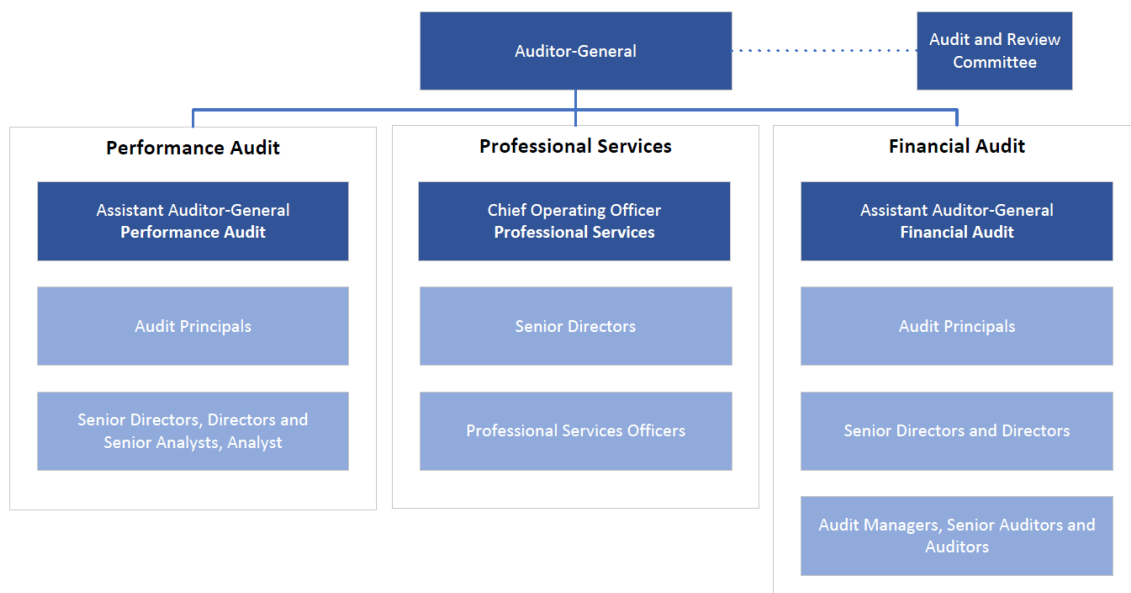 Auditor-General
Audit and Review
Committee
Performance Audit
Assistant Auditor-General
Performance Audit
Audit Principals
Senior Directors, Directors and
Senior Analysts, Analyst
Professional Services
Chief Operating Officer
Professional Services
Senior Directors
Professional Services Officers
Financial Audit
Assistant Auditor-General
Financial Audit
Audit Principals
Senior Directors and Directors
Audit Managers, Senior Auditors and
Auditors